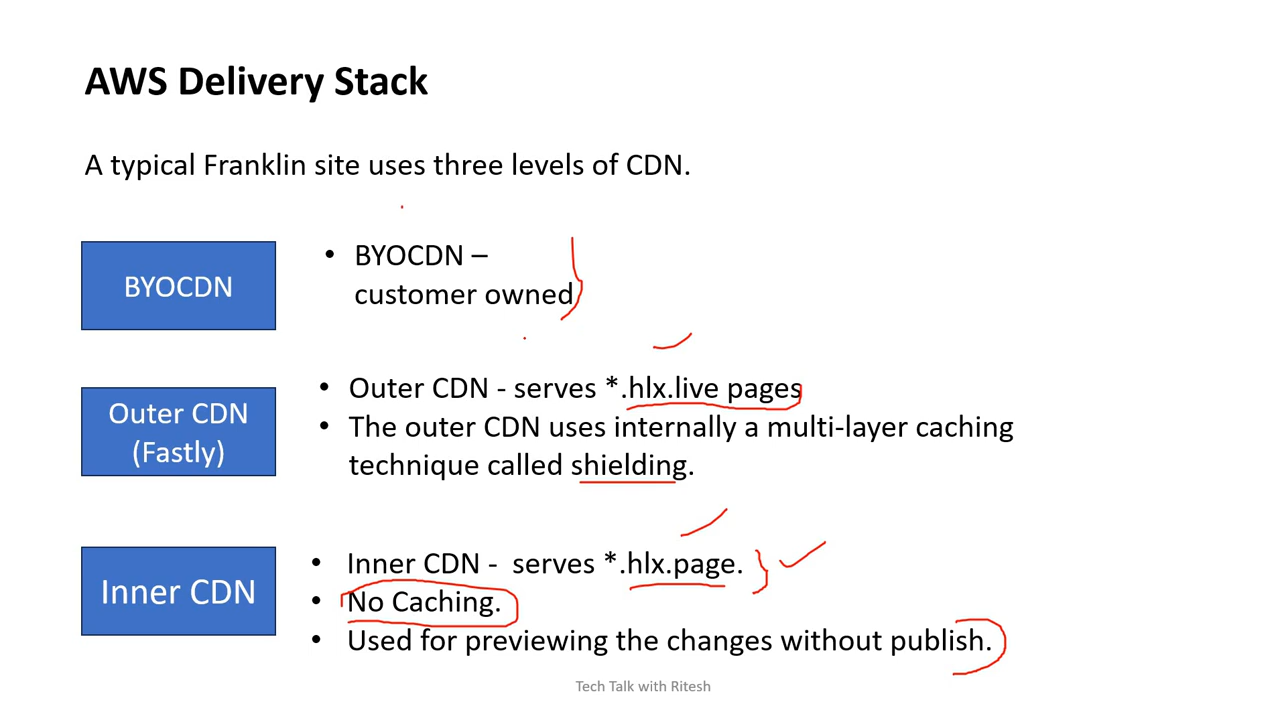 AWS Delivery Stack
A typical Franklin site uses three levels of CDN.
BYOCDN
• BYOCDN –
customer owned
Outer CDN
(Fastly)
• Outer CDN - serves *.hlx.live pages
• The outer CDN uses internally a multi-layer caching
technique called shielding.
Inner CDN
• Inner CDN - serves *.hlx.page.
• No Caching.
• Used for previewing the changes without publish.
Tech Talk with Ritesh